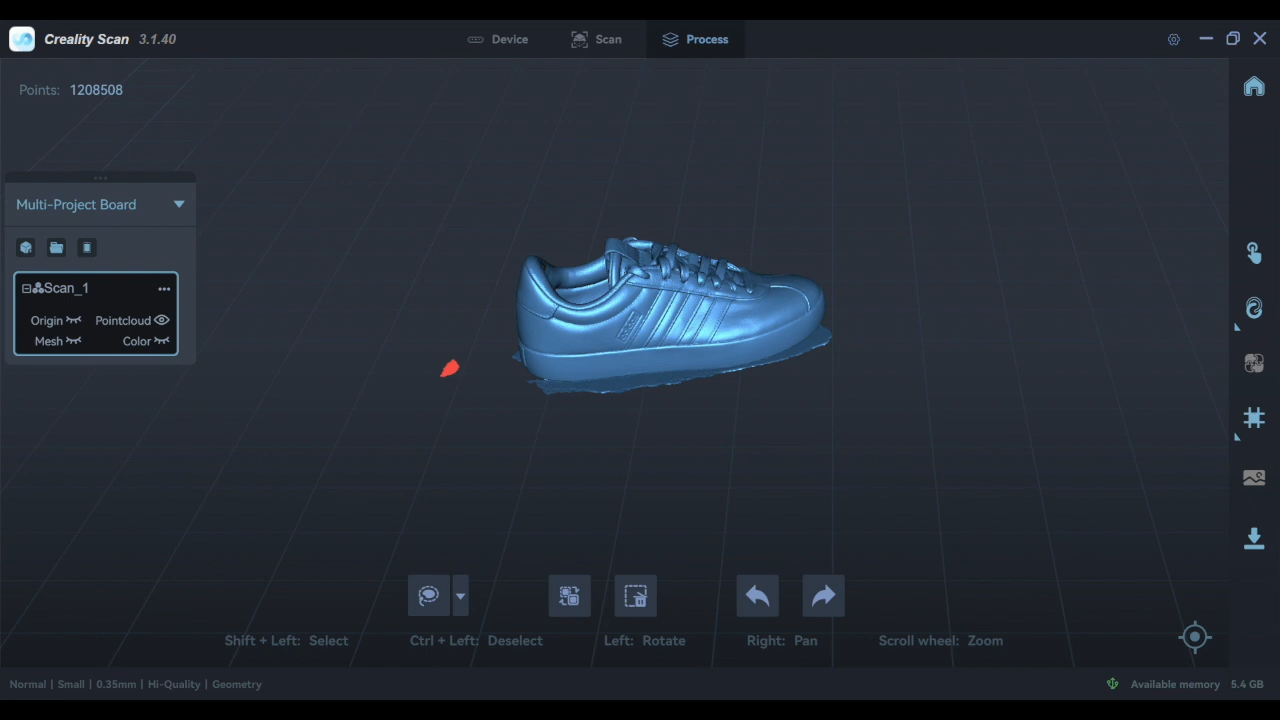 Creality Scan 3.1.40
Device
Scan
Process
Points: 1208508
Multi-Project Board
Scan_1
Origin
Pointcloud
Mesh
Color
Shift + Left: Select
Ctrl + Left: Deselect
Left: Rotate
Right: Pan
Scroll wheel: Zoom
Normal | Small | 0.35mm | Hi-Quality | Geometry
Available memory 5.4 GB